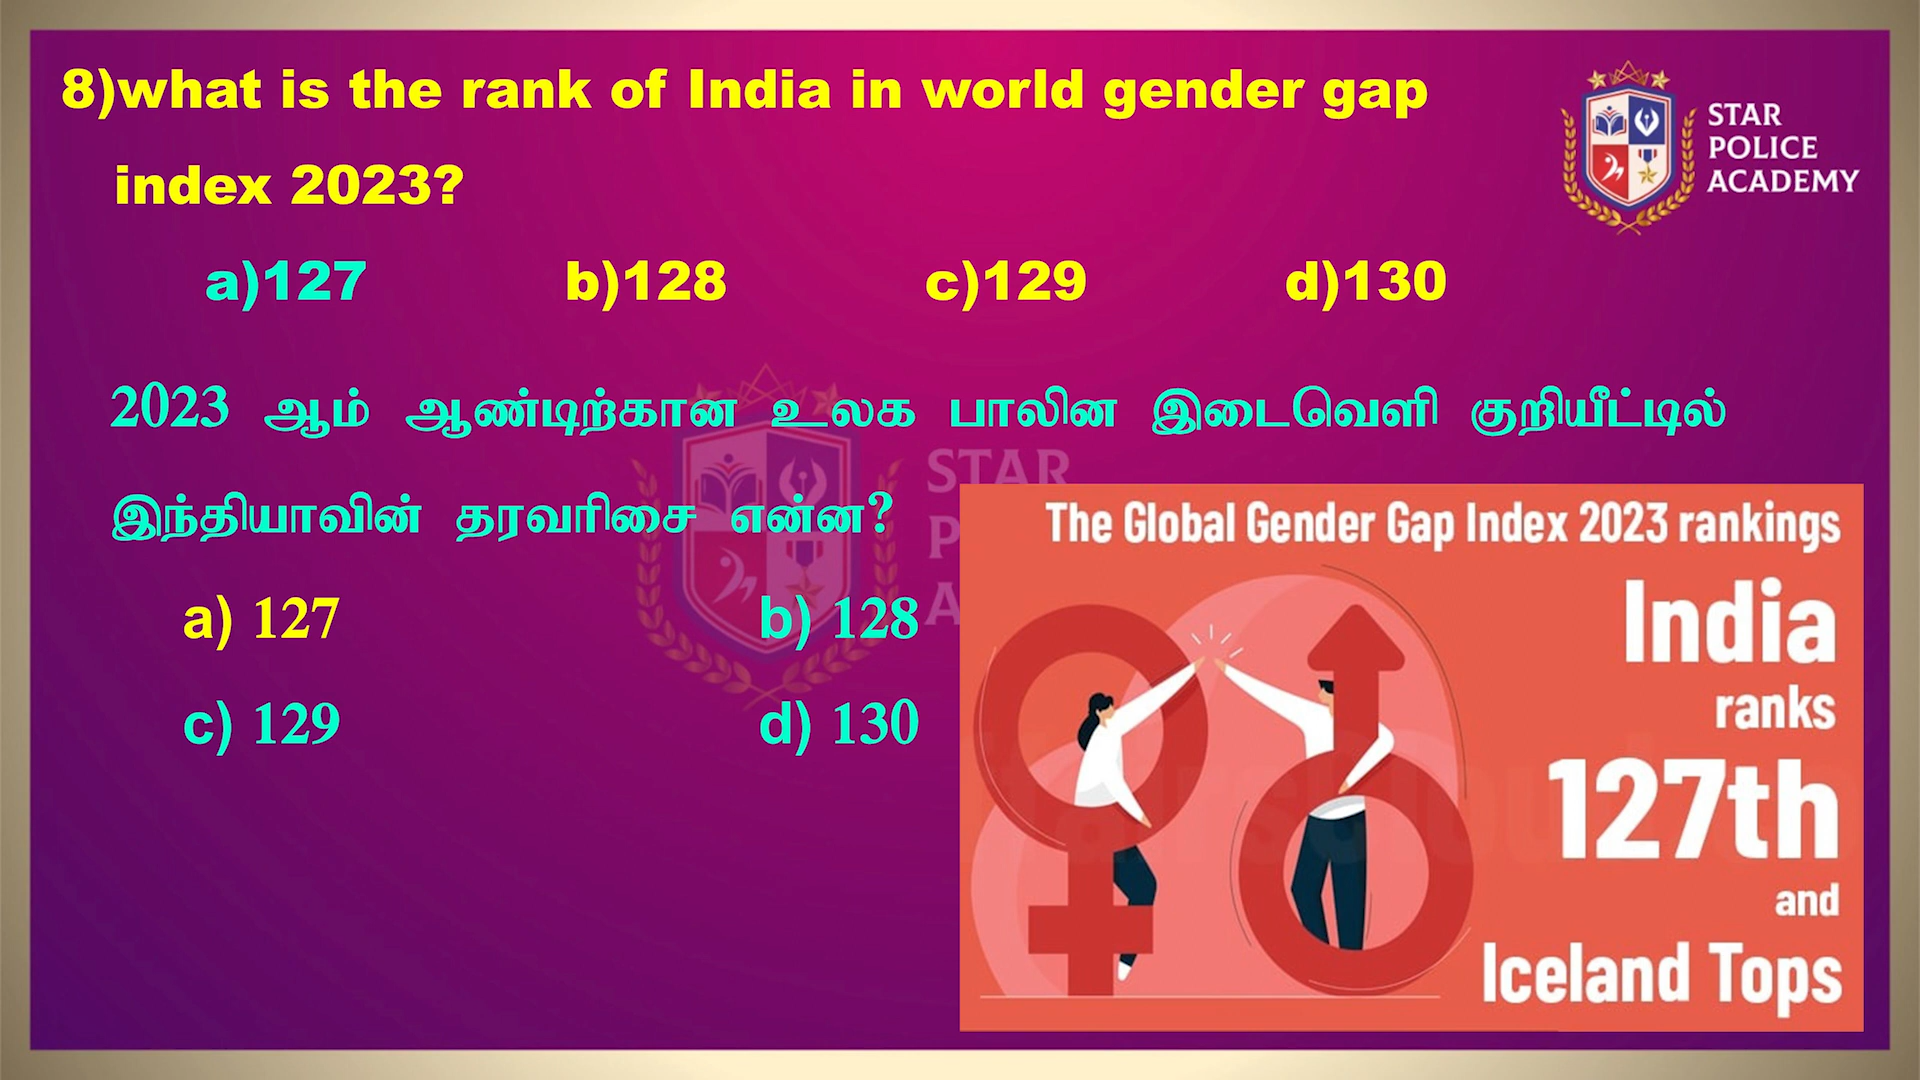 8)what is the rank of India in world gender gap
index 2023?
a)127 b)128 c)129 d)130
2023 ஆம் ஆண்டிற்கான உலக பாலின இடைவெளி குறியீட்டில்
இந்தியாவின் தரவரிசை என்ன?
a) 127 b) 128
c) 129 d) 130
STAR
POLICE
ACADEMY
STAR
P
A
The Global Gender Gap Index 2023 rankings
India
ranks
127th
and
Iceland Tops